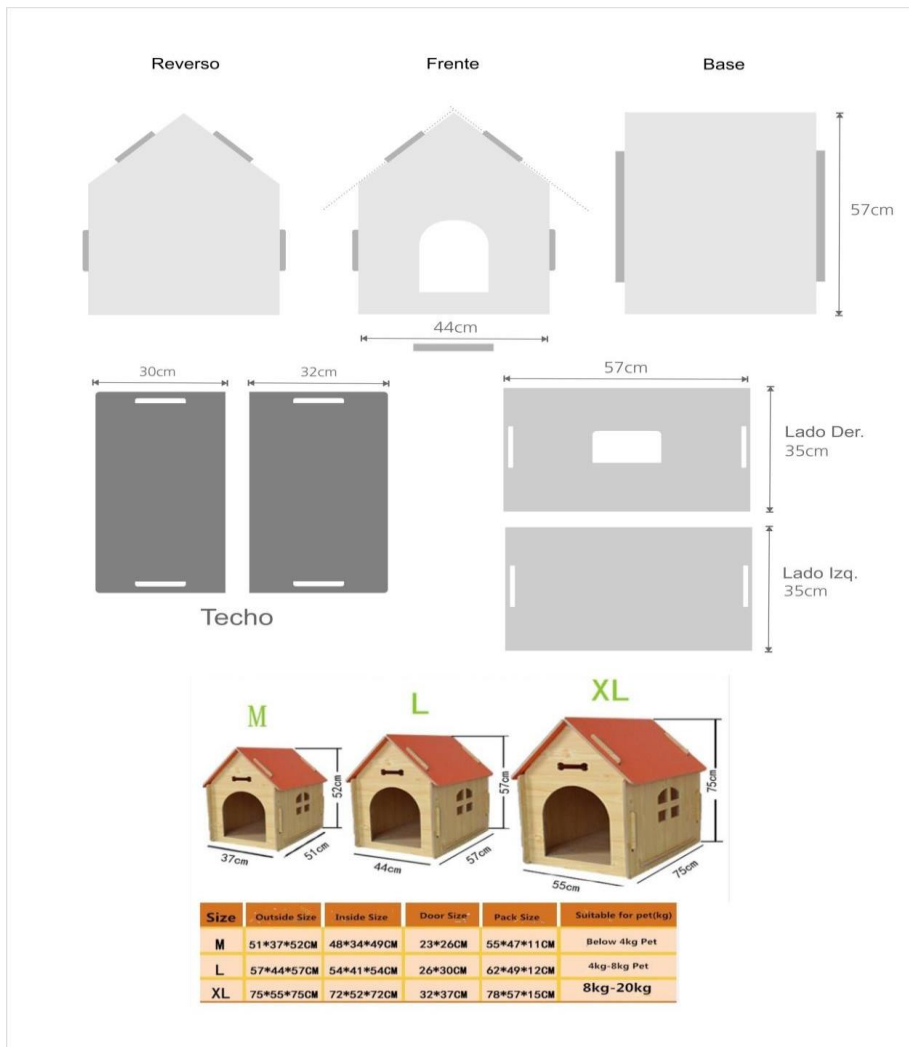 Reverso Frente Base
57cm
44cm
30cm 32cm 57cm
Lado Der.
35cm
Lado Izq.
35cm
Techo
M L XL
52cm 57cm 75cm
37cm 51cm 44cm 57cm 55cm 75cm
Size Outside Size Inside Size Door Size Pack Size Suitable for pet(kg)
M 51*37*52CM 48*34*49CM 23*26CM 55*47*11CM Below 4kg Pet
L 57*44*57CM 54*41*54CM 26*30CM 62*49*12CM 4kg-8kg Pet
XL 75*55*75CM 72*52*72CM 32*37CM 78*57*15CM 8kg-20kg